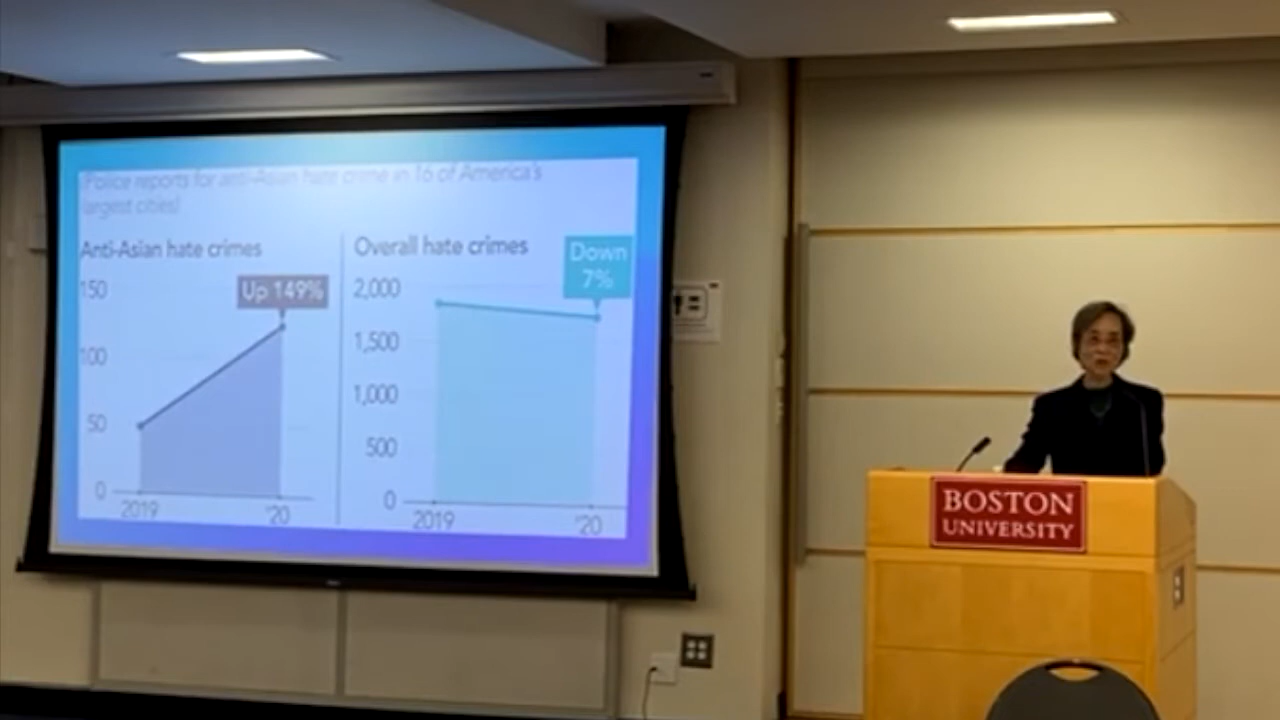 (Police reports for anti-Asian hate crime in 16 of America's
largest cities)
Anti-Asian hate crimes
150
Up 149%
100
50
0
2019
'20
Overall hate crimes
Down
7%
2,000
1,500
1,000
500
0
2019
'20
BOSTON
UNIVERSITY